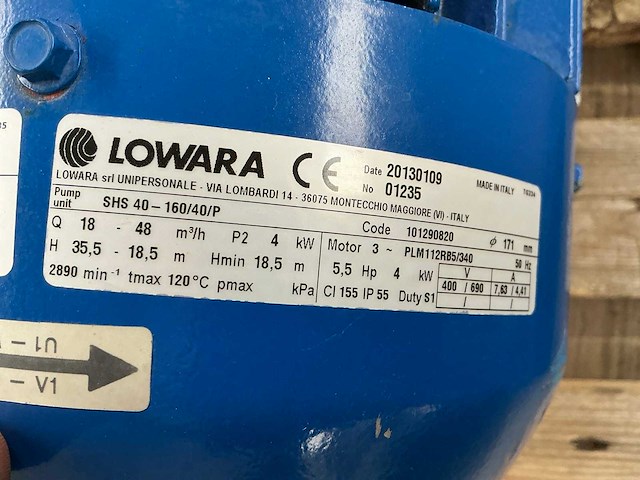 LOWARA CE Date 20130109 MADE IN ITALY
No 01235
LOWARA srl UNIPERSONALE - VIA LOMBARDI 14 - 36075 MONTECCHIO MAGGIORE (VI) - ITALY
Pump unit SHS 40-160/40/P Code 101290820 φ 171 mm
Q 18 - 48 m³/h P2 4 kW Motor 3 ~ PLM112RB5/340 50 Hz
H 35,5 - 18,5 m Hmin 18,5 m 5,5 Hp 4 kW V A
2890 min⁻¹ tmax 120°C pmax kPa Cl 155 IP 55 Duty S1 400 / 690 7,63 / 4,41
/ /
U1 -
- V1